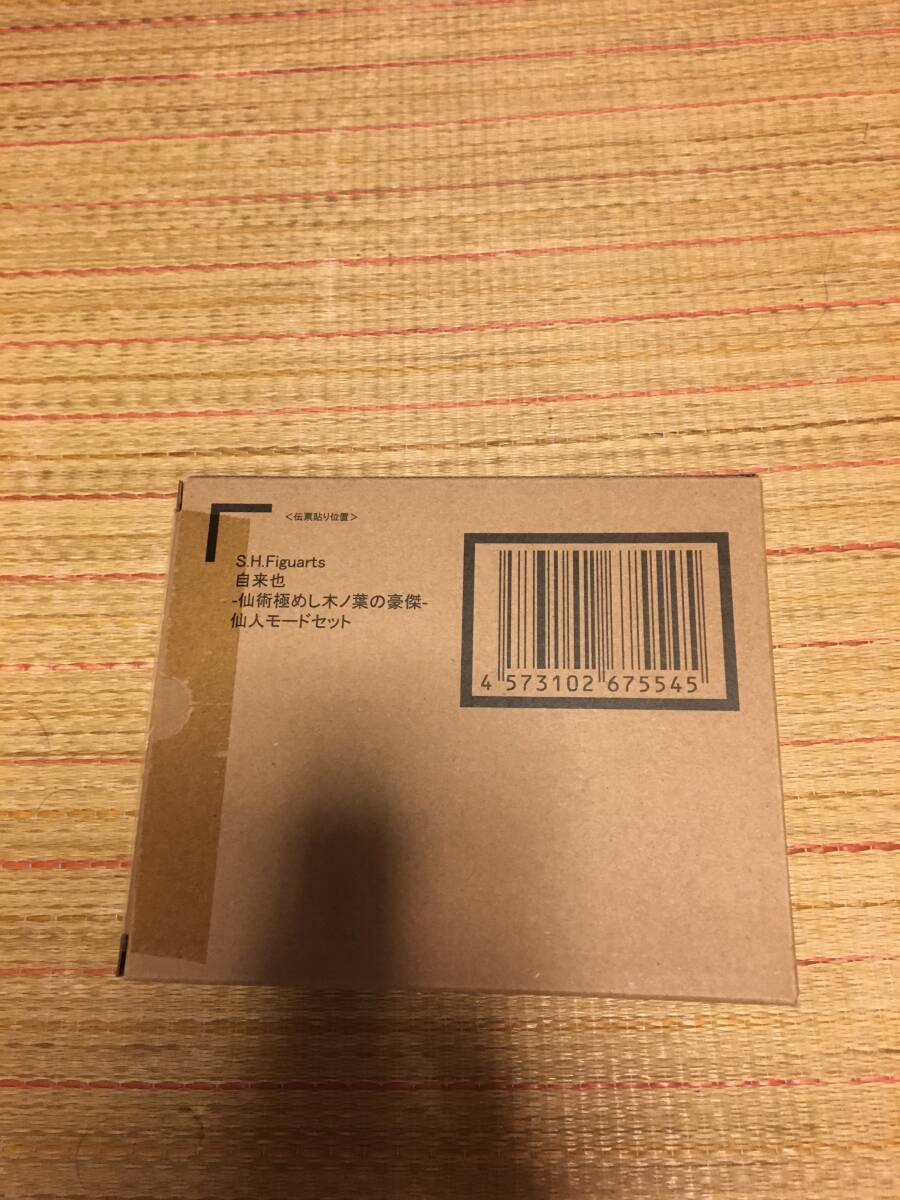 ＜伝票貼り位置＞
S.H.Figuarts
自来也
-仙術極めし木ノ葉の豪傑-
仙人モードセット
4 573102 675545